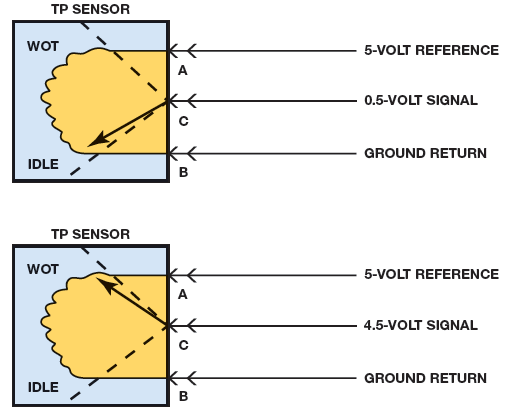 TP SENSOR
WOT
5-VOLT REFERENCE
A
0.5-VOLT SIGNAL
C
GROUND RETURN
IDLE
B
TP SENSOR
WOT
5-VOLT REFERENCE
A
4.5-VOLT SIGNAL
C
GROUND RETURN
IDLE
B